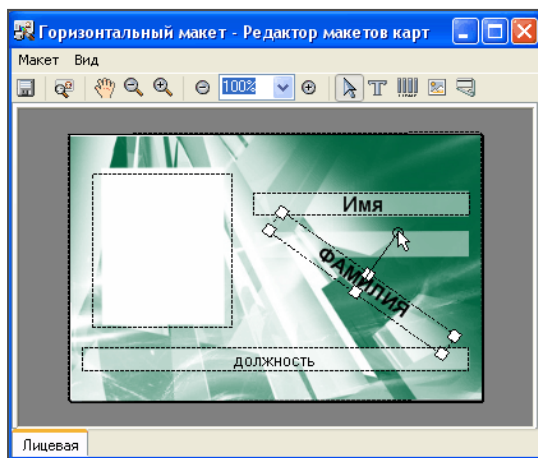 Горизонтальный макет - Редактор макетов карт
Макет Вид
100%
Имя
ФАМИЛИЯ
должность
Лицевая